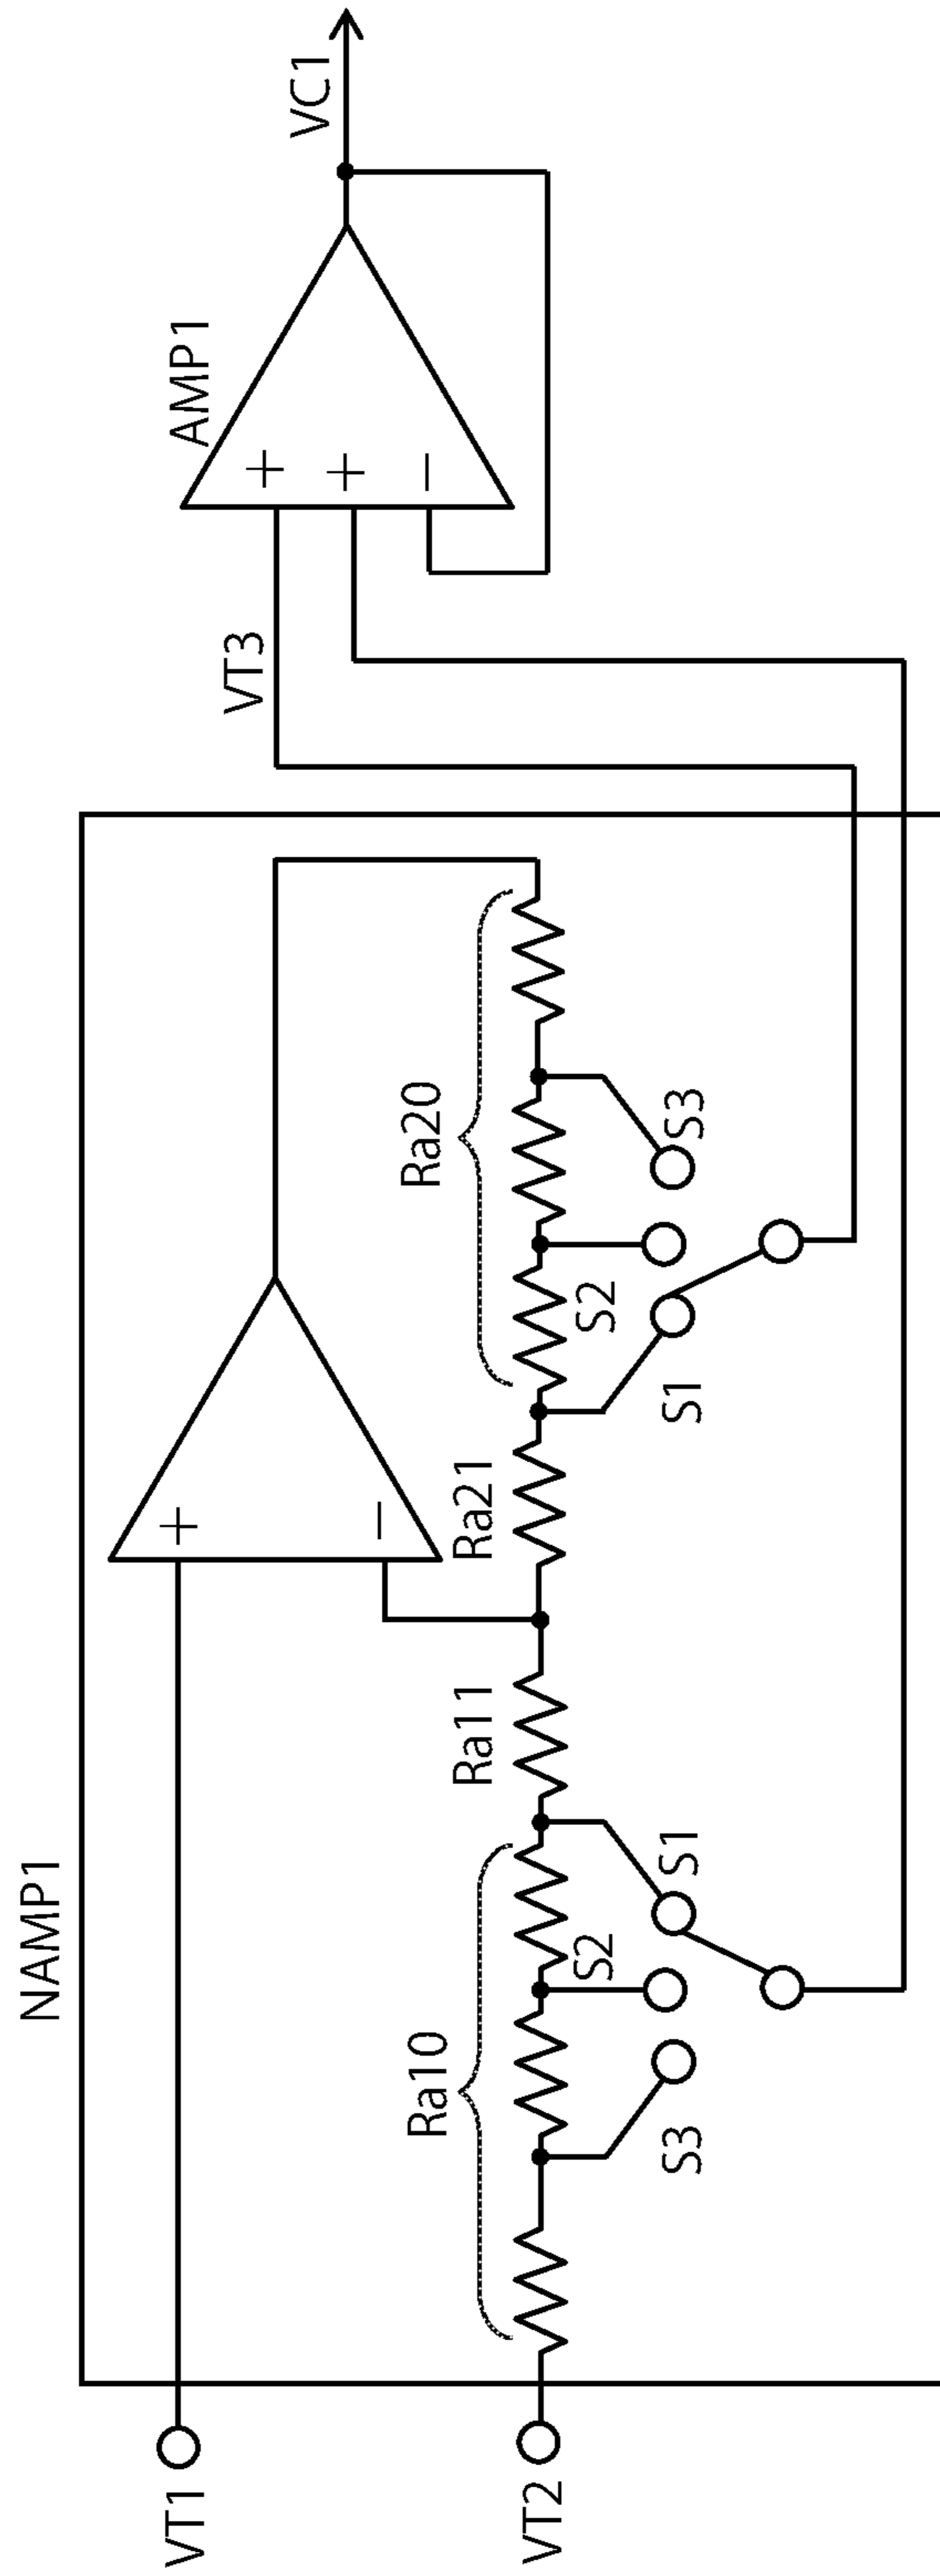 NAMP1
AMP1
VC1
VT3
+
+
−
VT1
+
−
VT2
Ra10
Ra11
Ra21
Ra20
S3
S2
S1
S1
S2
S3